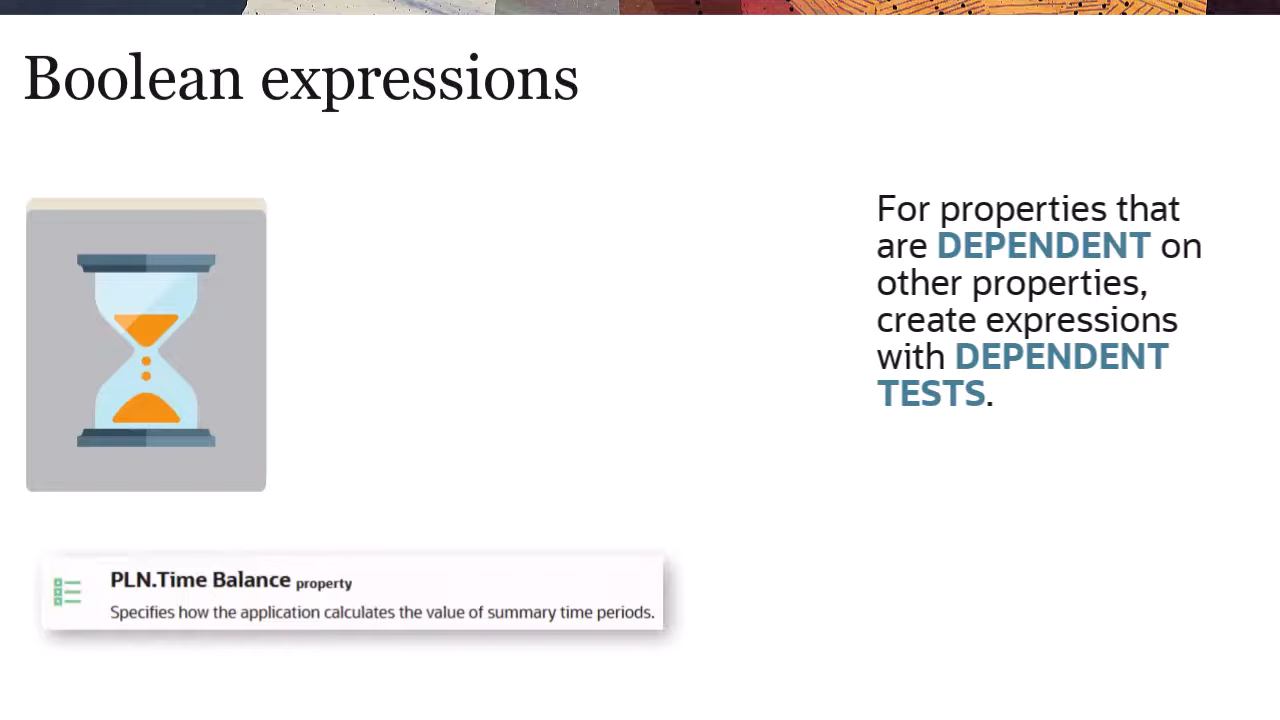 Boolean expressions
For properties that
are DEPENDENT on
other properties,
create expressions
with DEPENDENT
TESTS.
PLN.Time Balance property
Specifies how the application calculates the value of summary time periods.